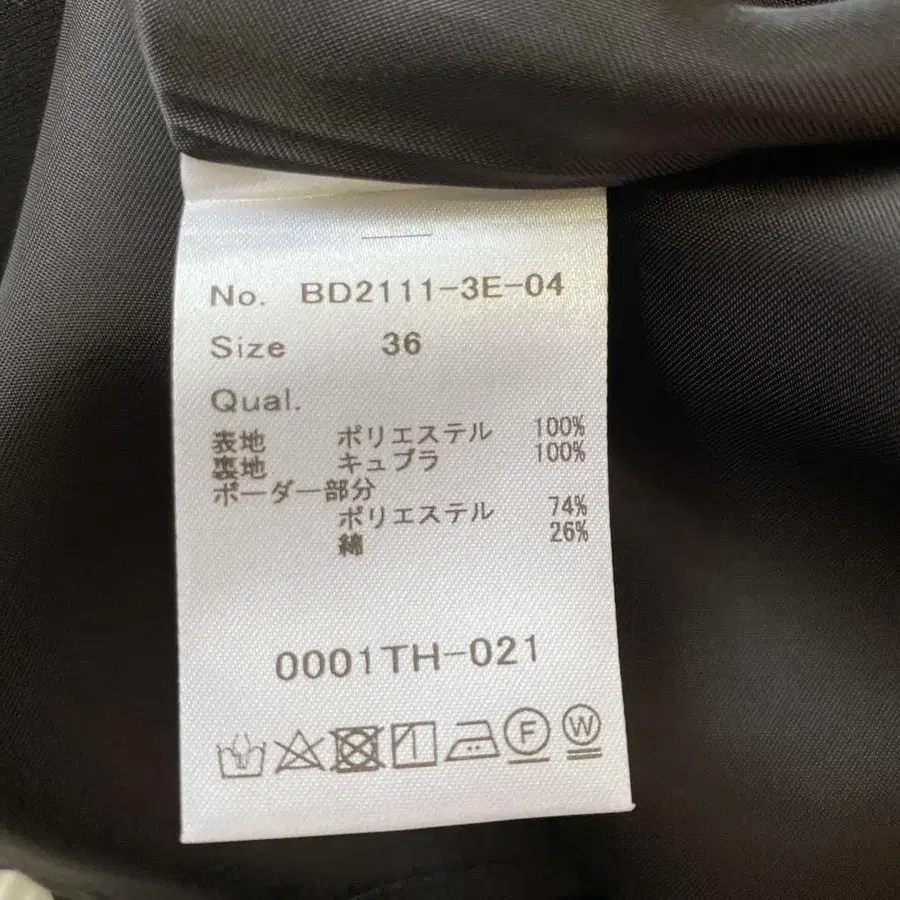 No. BD2111-3E-04
Size 36
Qual.
表地 ポリエステル 100%
裏地 キュプラ 100%
ボーダー部分
ポリエステル 74%
綿 26%
0001TH-021
F W